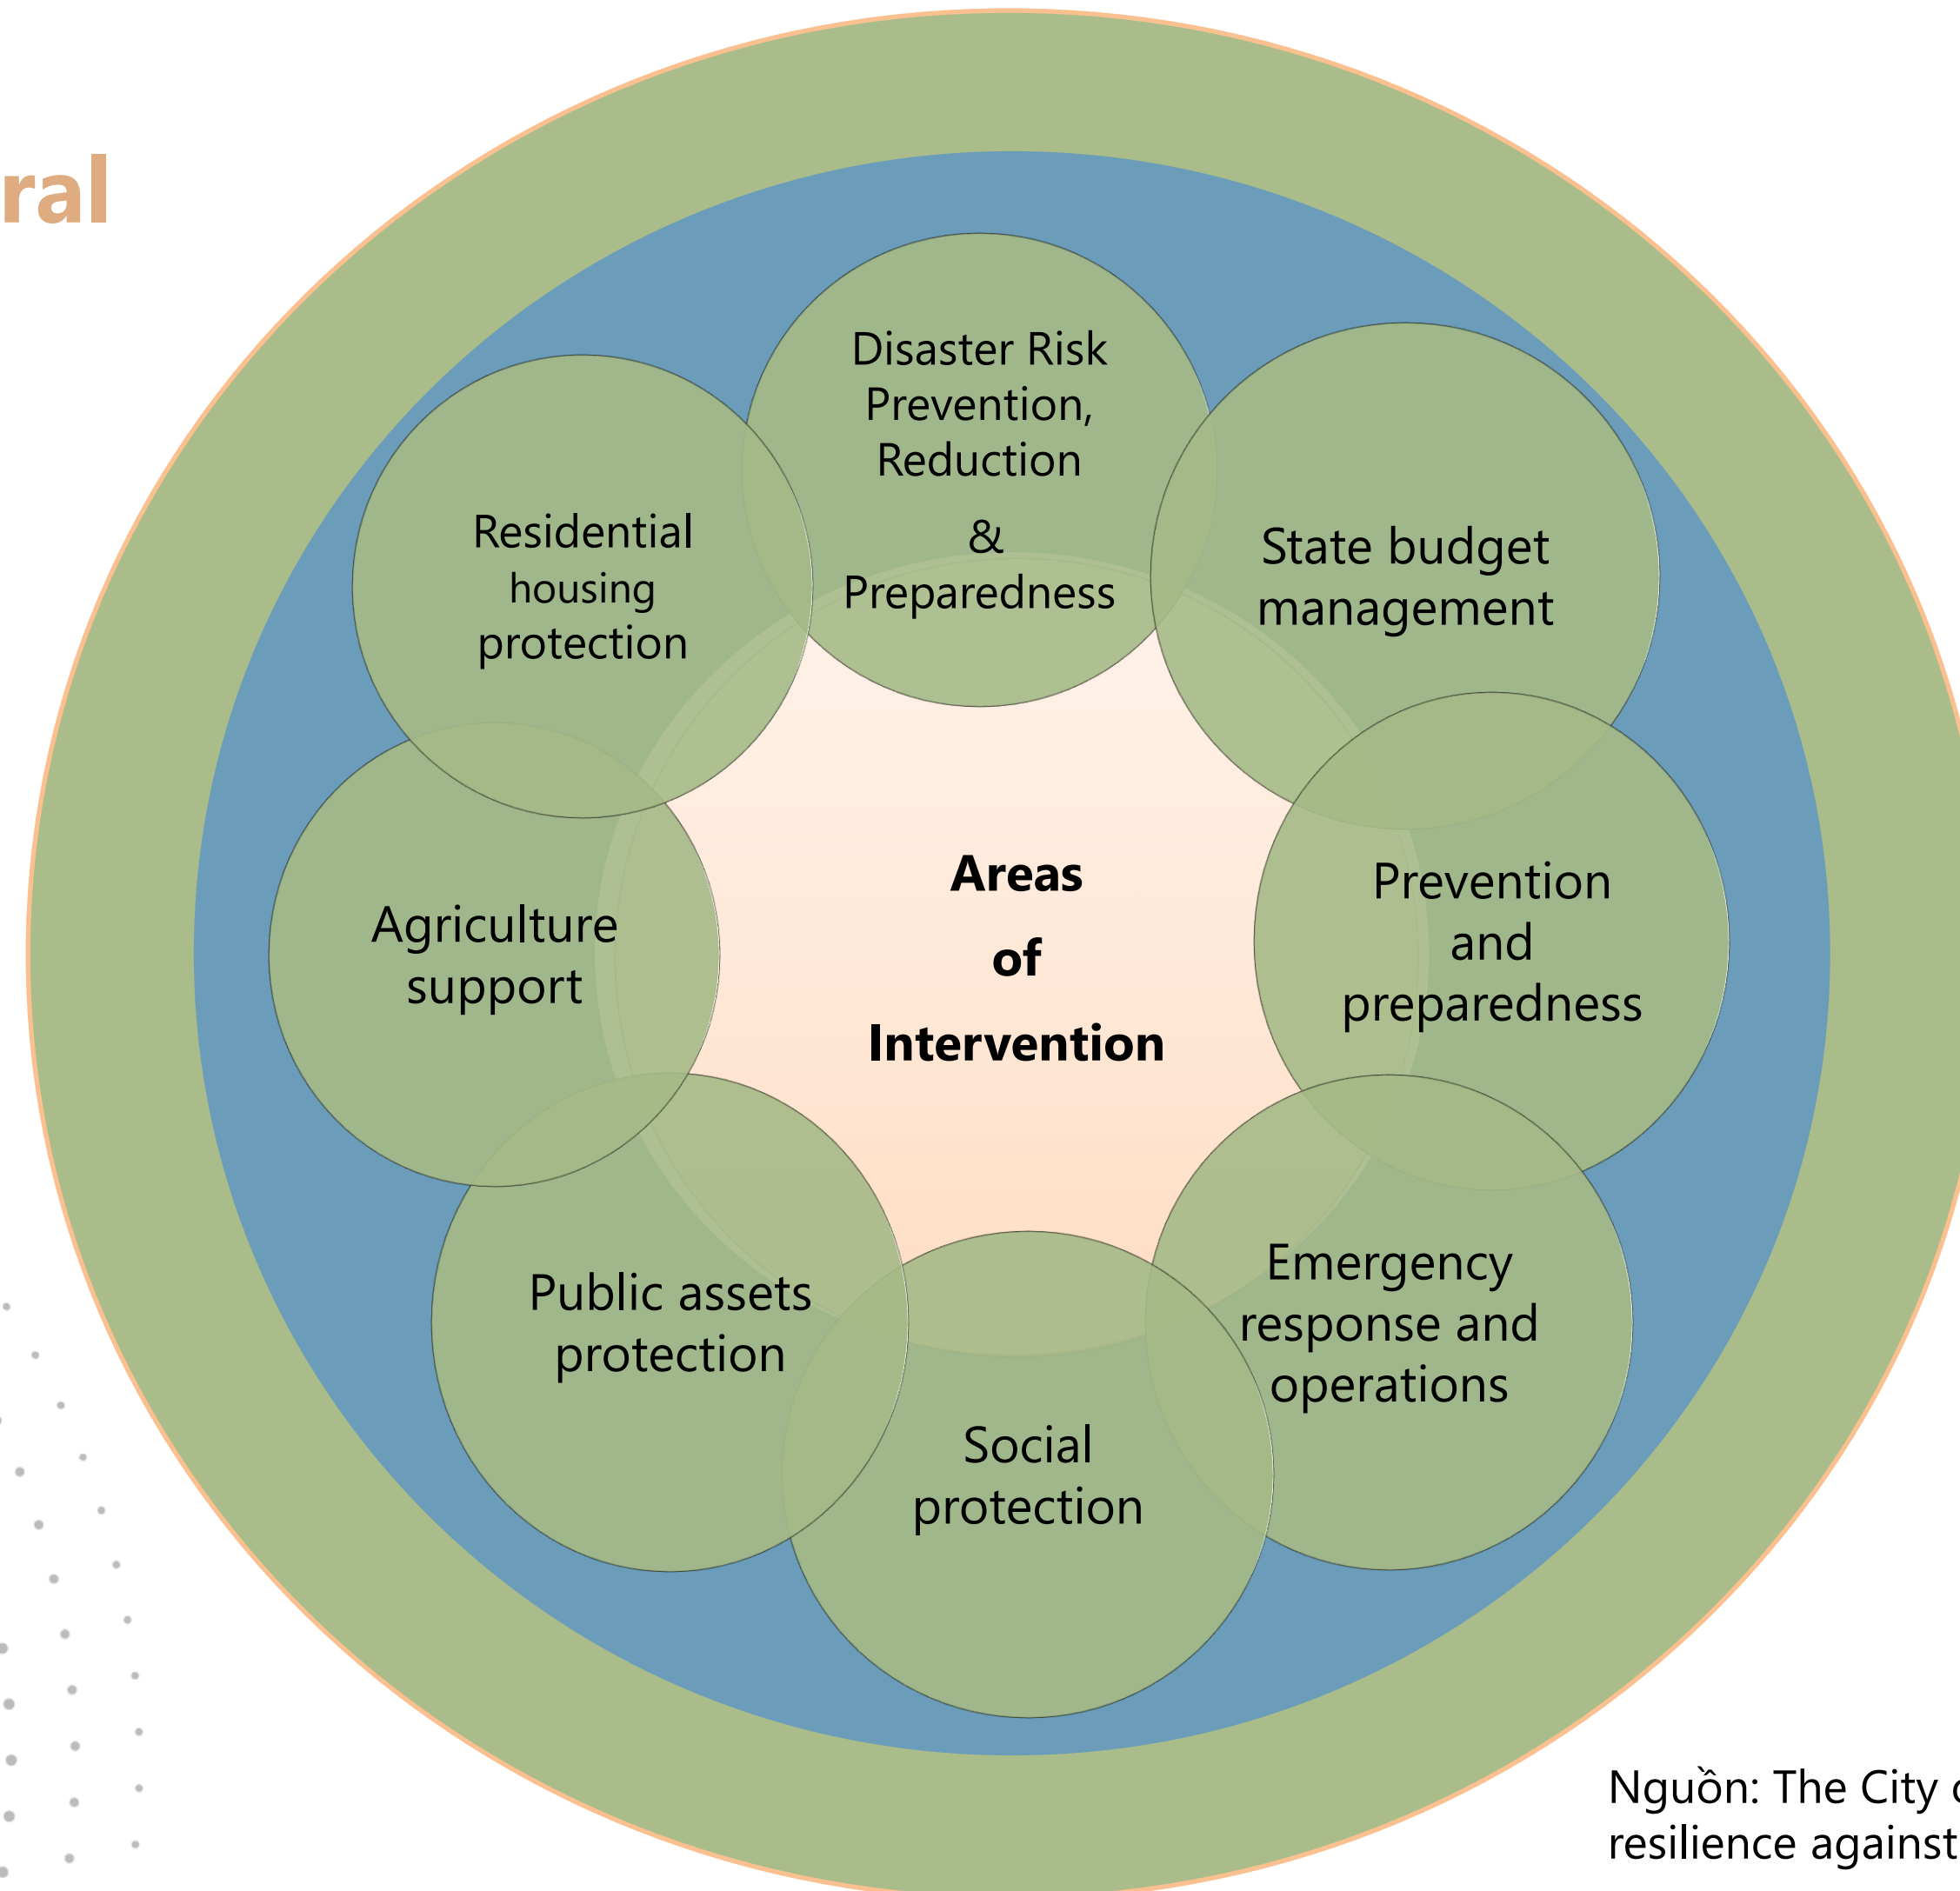 ral
Disaster Risk
Prevention,
Reduction
&
Preparedness
State budget
management
Prevention
and
preparedness
Emergency
response and
operations
Social
protection
Public assets
protection
Agriculture
support
Residential
housing
protection
Areas
of
Intervention
Nguồn: The City
resilience against